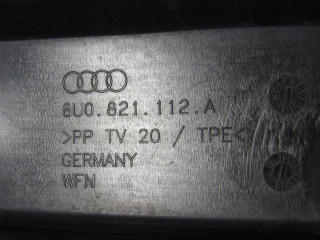 8U0.821.112.A
>PP TV 20 / TPE<
GERMANY
WFN